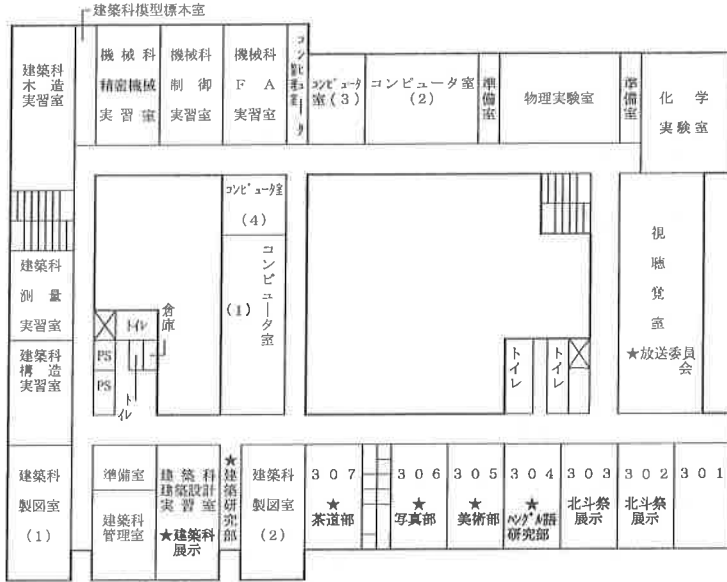 建築科模型標本室
建築科
木造
実習室
機械科
精密機械
実習室
機械科
制御
実習室
機械科
FA
実習室
コンピュータ
管理室
コンピュータ
室(3)
コンピュータ室
(2)
準備室
物理実験室
準備室
化学
実験室
コンピュータ室
(4)
コンピュータ室
(1)
視聴覚室
★放送委員
会
建築科
測量
実習室
建築科
構造
実習室
トイレ
倉庫
PS
PS
トイレ
トイレ
トイレ
建築科
製図室
(1)
準備室
建築科
管理室
建築科
建築設計
実習室
★建築科
展示
★建築研究部
建築科
製図室
(2)
307
★
茶道部
306
★
写真部
305
★
美術部
304
★
ハングル語
研究部
303
北斗祭
展示
302
北斗祭
展示
301